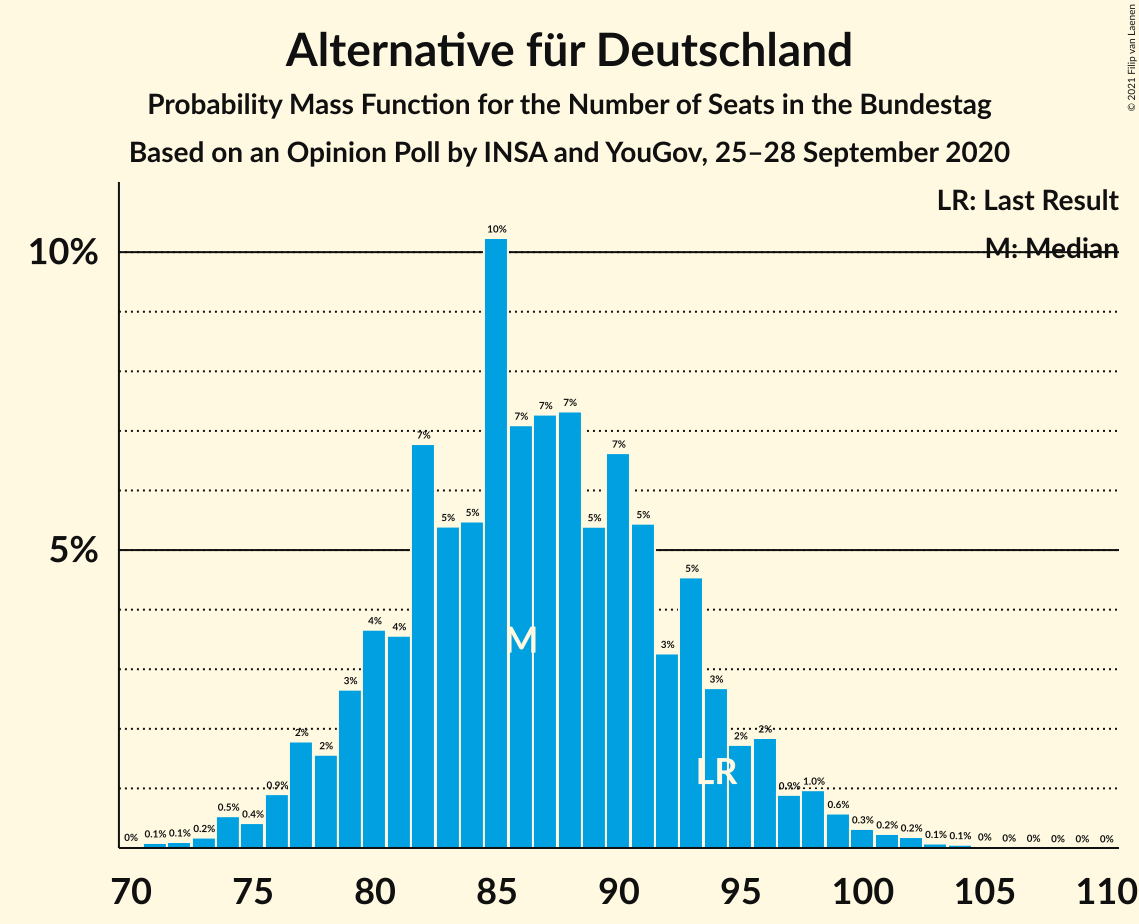 Alternative für Deutschland
Probability Mass Function for the Number of Seats in the Bundestag
Based on an Opinion Poll by INSA and YouGov, 25–28 September 2020
© 2021 Filip van Laenen
LR: Last Result
M: Median
10%
5%
0% 0.1% 0.1% 0.2% 0.5% 0.4% 0.9% 2% 2% 3% 4% 4% 7% 5% 5% 10% 7% 7% 7% 5% 7% 5% 3% 5% 3% 2% 2% 0.9% 1.0% 0.6% 0.3% 0.2% 0.2% 0.1% 0.1% 0% 0% 0% 0% 0% 0%
M
LR
70 75 80 85 90 95 100 105 110